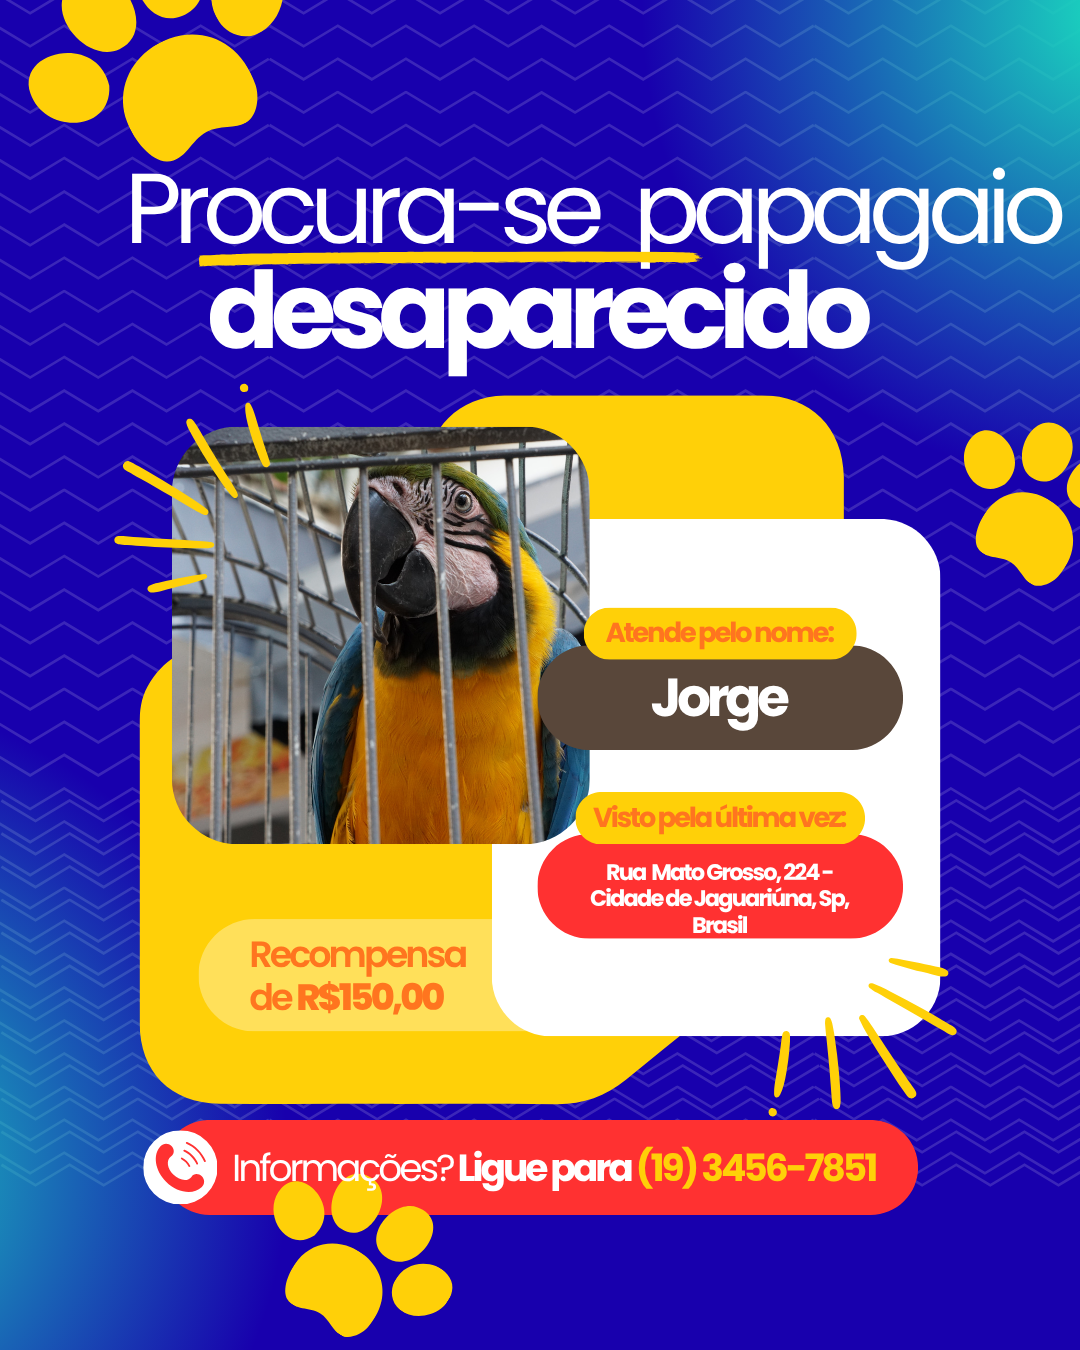 Procura-se papagaio
desaparecido
Atende pelo nome:
Jorge
Visto pela última vez:
Rua Mato Grosso, 224 -
Cidade de Jaguariúna, Sp,
Brasil
Recompensa
de R$150,00
Informações? Ligue para (19) 3456-7851